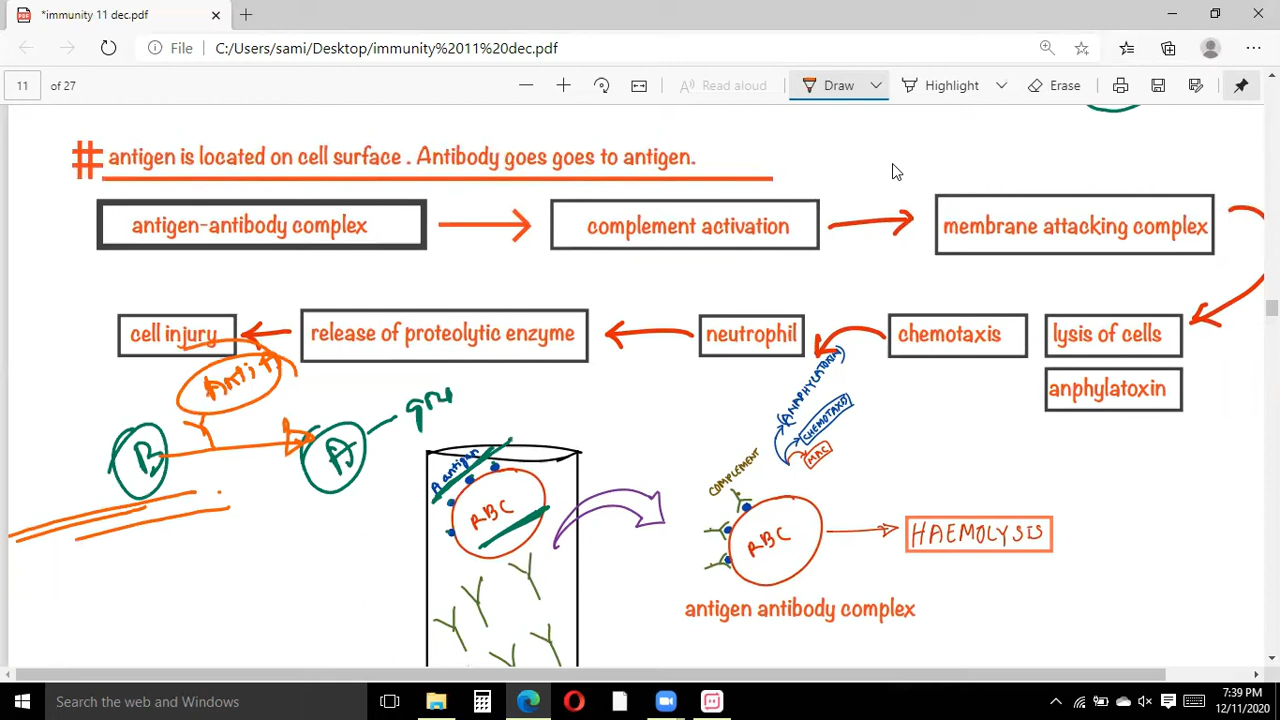 *immunity 11 dec.pdf
File C:/Users/sami/Desktop/immunity%2011%20dec.pdf
11 of 27 Read aloud Draw Highlight Erase
# antigen is located on cell surface . Antibody goes goes to antigen.
antigen-antibody complex
complement activation
membrane attacking complex
lysis of cells
anphylatoxin
chemotaxis
neutrophil
release of proteolytic enzyme
cell injury
B
A
A antigen
RBC
(ANAPHYLATOXIN)
CHEMOTAXIS
MAC
COMPLEMENT
RBC
HAEMOLYSIS
antigen antibody complex
Search the web and Windows
7:39 PM
12/11/2020